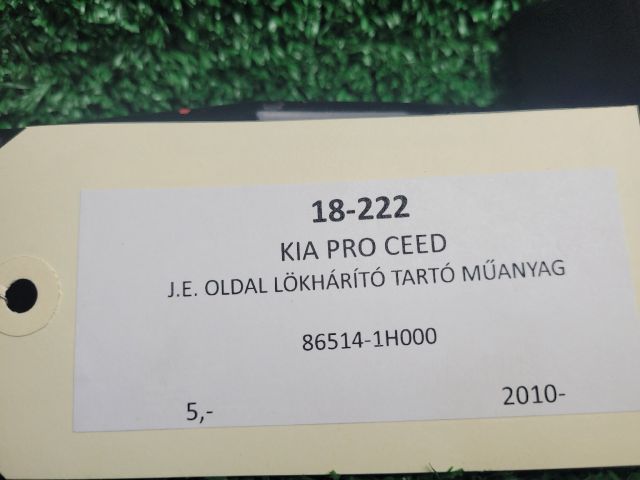 18-222
KIA PRO CEED
J.E. OLDAL LÖKHÁRÍTÓ TARTÓ MŰANYAG
86514-1H000
5,- 2010-